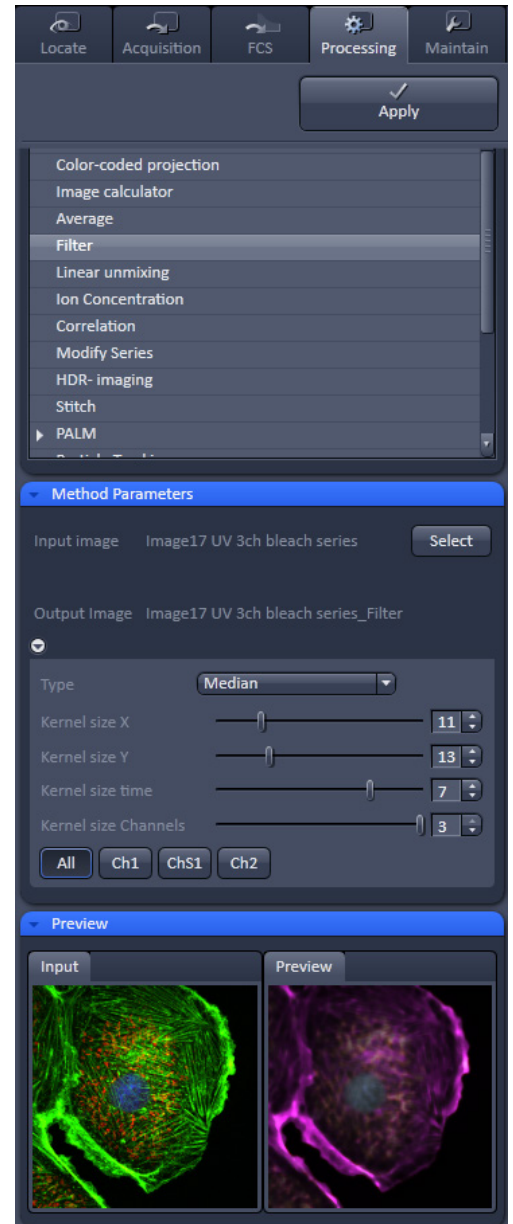 Locate Acquisition FCS Processing Maintain
Apply
Color-coded projection
Image calculator
Average
Filter
Linear unmixing
Ion Concentration
Correlation
Modify Series
HDR- imaging
Stitch
PALM
Method Parameters
Input image Image17 UV 3ch bleach series Select
Output Image Image17 UV 3ch bleach series_Filter
Type Median
Kernel size X 11
Kernel size Y 13
Kernel size time 7
Kernel size Channels 3
All Ch1 ChS1 Ch2
Preview
Input Preview